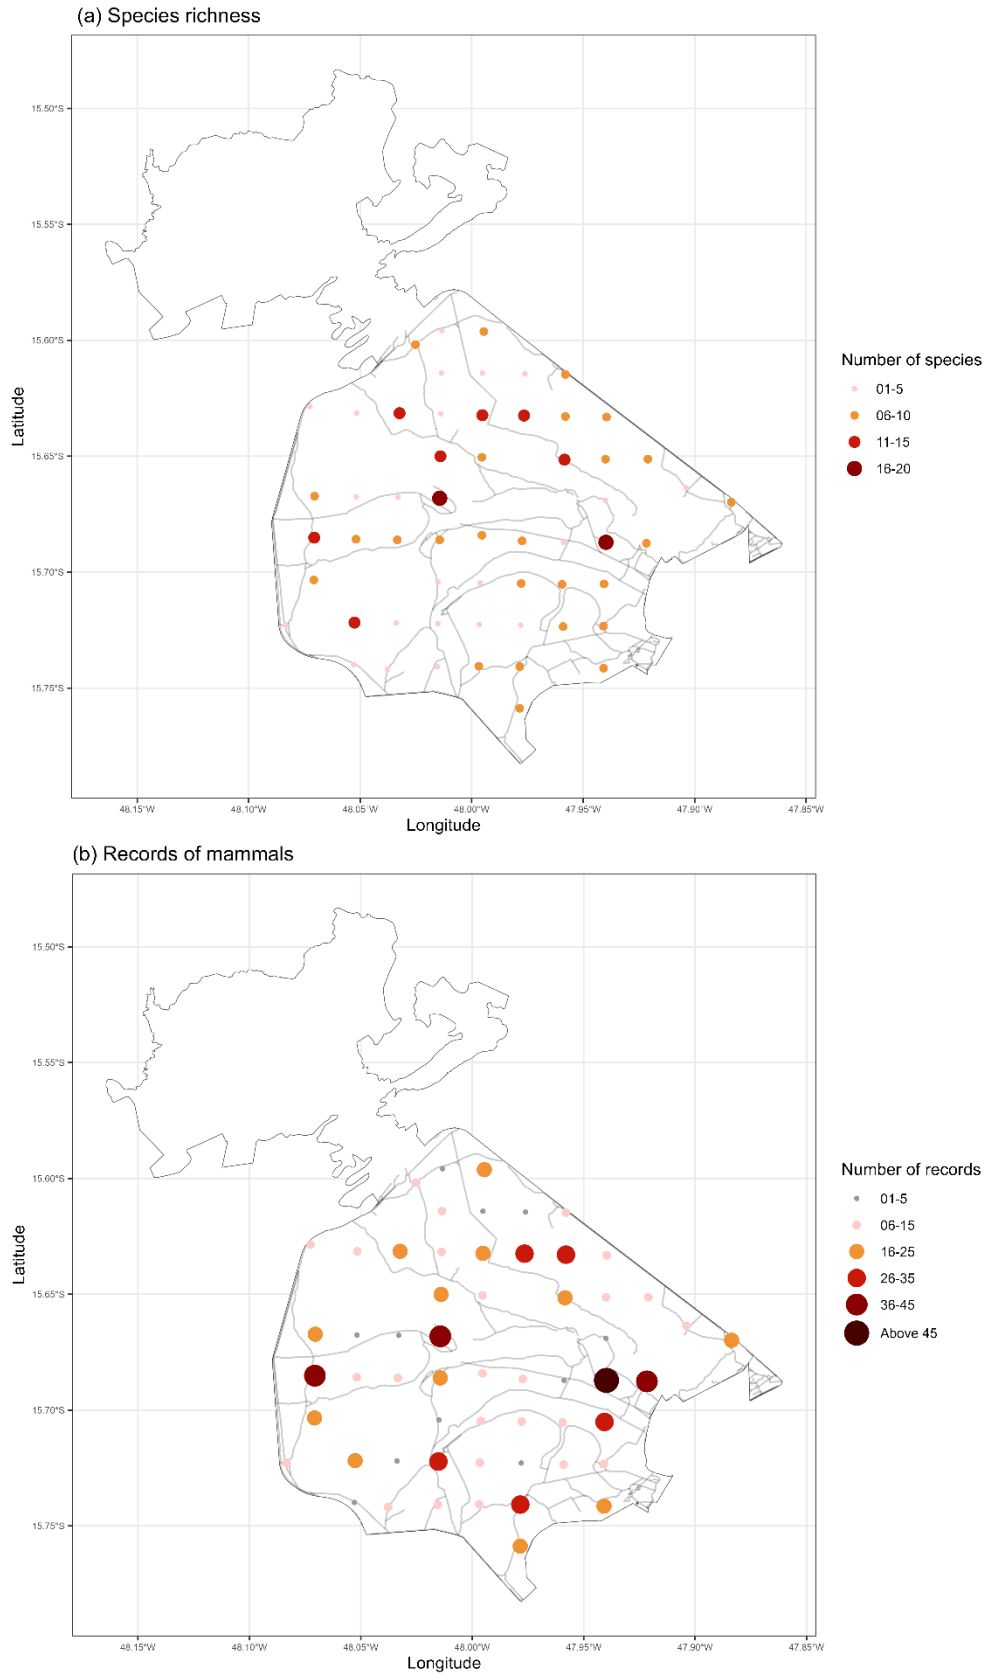 (a) Species richness
15.50°S
15.55°S
15.60°S
15.65°S
15.70°S
15.75°S
Latitude
48.15°W 48.10°W 48.05°W 48.00°W 47.95°W 47.90°W 47.85°W
Longitude
Number of species
01-5
06-10
11-15
16-20
(b) Records of mammals
15.50°S
15.55°S
15.60°S
15.65°S
15.70°S
15.75°S
Latitude
48.15°W 48.10°W 48.05°W 48.00°W 47.95°W 47.90°W 47.85°W
Longitude
Number of records
01-5
06-15
16-25
26-35
36-45
Above 45